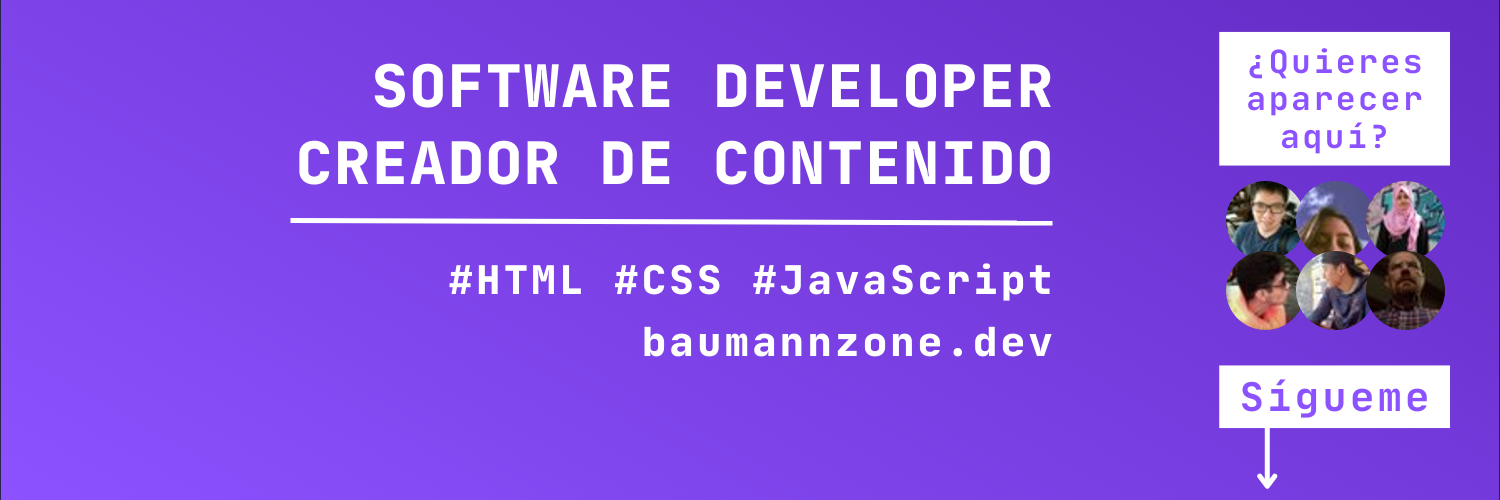 SOFTWARE DEVELOPER
CREADOR DE CONTENIDO
#HTML #CSS #JavaScript
baumannzone.dev
¿Quieres
aparecer
aquí?
Sígueme